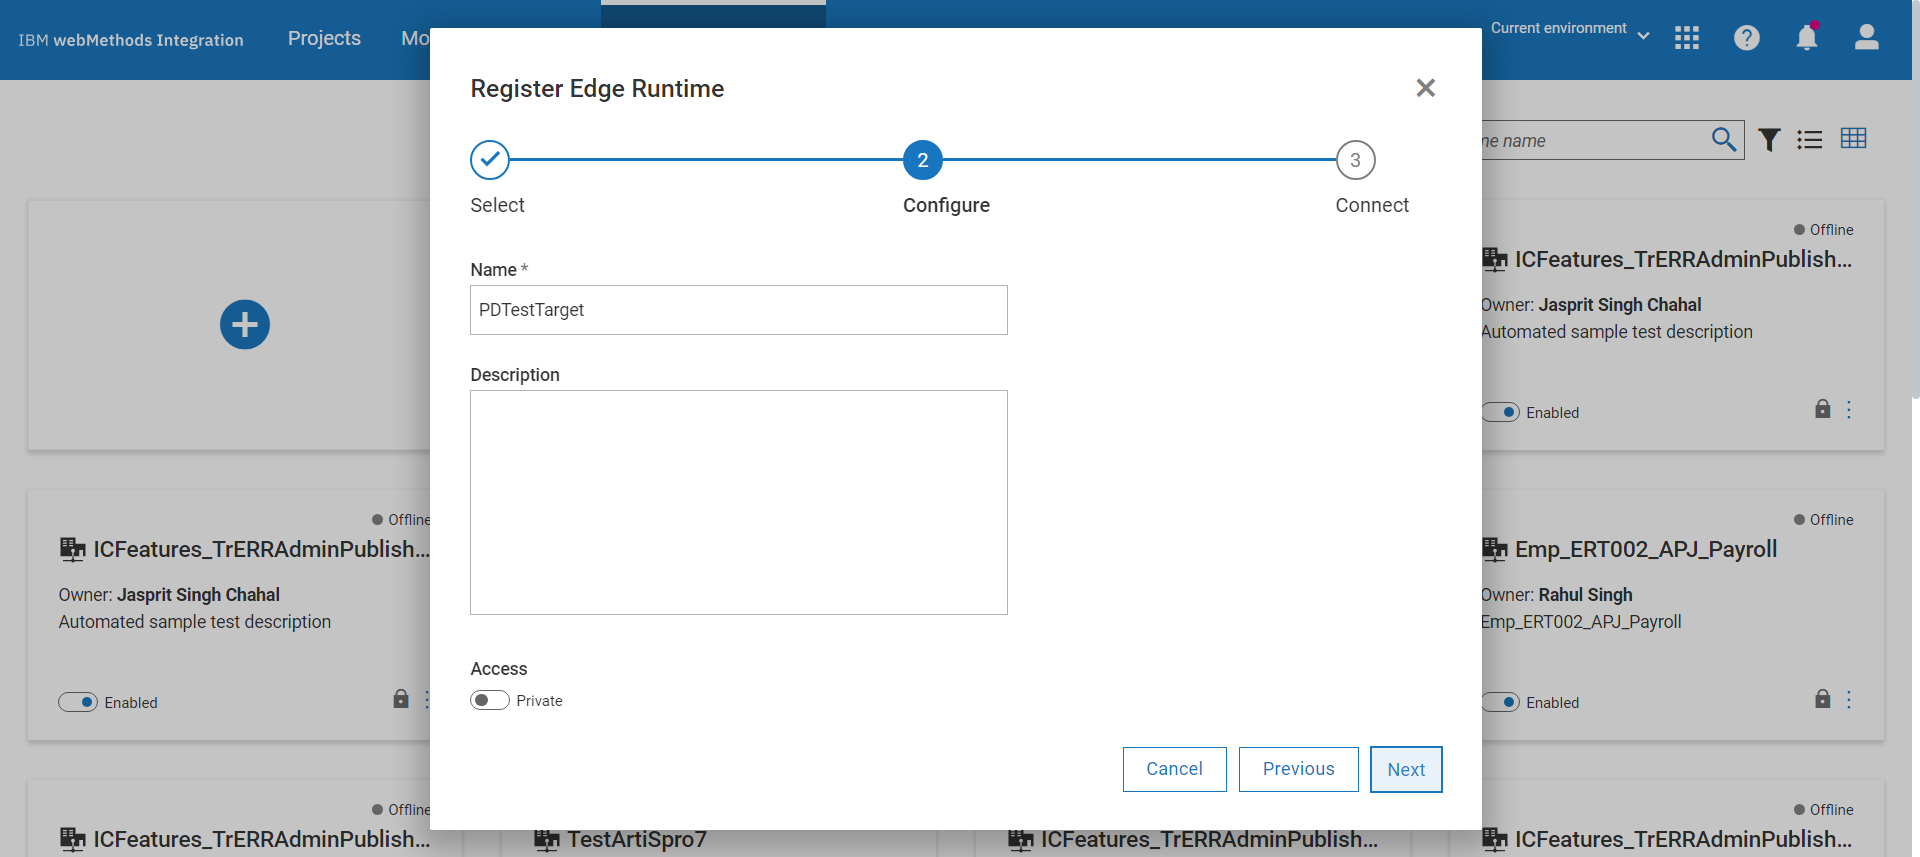 IBM webMethods Integration
Projects
Mo
Current environment
Register Edge Runtime
2
3
Select
Configure
Connect
Name *
PDTestTarget
Description
Access
Private
Cancel
Previous
Next
me name
Offline
ICFeatures_TrERRAdminPublish...
Owner: Jasprit Singh Chahal
Automated sample test description
Enabled
Offline
ICFeatures_TrERRAdminPublish...
Owner: Jasprit Singh Chahal
Automated sample test description
Enabled
Offline
Emp_ERT002_APJ_Payroll
Owner: Rahul Singh
Emp_ERT002_APJ_Payroll
Enabled
Offline
ICFeatures_TrERRAdminPublish...
TestArtiSpro7
ICFeatures_TrERRAdminPublish...
Offline
ICFeatures_TrERRAdminPublish...